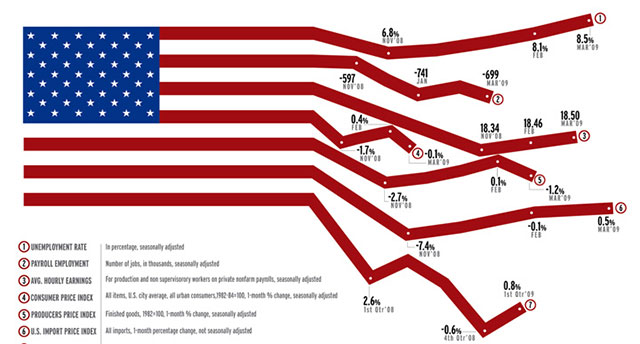 1
6.8%
NOV'08
8.1%
FEB
8.5%
MAR'09
-597
NOV'08
-741
JAN
-699
MAR'09
2
18.34
NOV'08
18.46
FEB
18.50
MAR'09
3
0.4%
FEB
-1.7%
NOV'08
4
-0.1%
MAR'09
-2.7%
NOV'08
0.1%
FEB
5
-1.2%
MAR'09
-7.4%
NOV'08
-0.1%
FEB
0.5%
MAR'09
6
2.6%
1st Qtr'08
-0.6%
4th Qtr'08
0.8%
1st Qtr'09
7
1 UNEMPLOYMENT RATE In percentage, seasonally adjusted
2 PAYROLL EMPLOYMENT Number of jobs, in thousands, seasonally adjusted
3 AVG. HOURLY EARNINGS For production and non supervisorory workers on private nonfarm payrolls, seasonally adjusted
4 CONSUMER PRICE INDEX All items, U.S. city average, all urban consumers,1982-84=100, 1-month % change, seasonally adjusted
5 PRODUCERS PRICE INDEX Finished goods, 1982=100, 1-month % change, seasonally adjusted
6 U.S. IMPORT PRICE INDEX All imports, 1-month percentage change, not seasonally adjusted